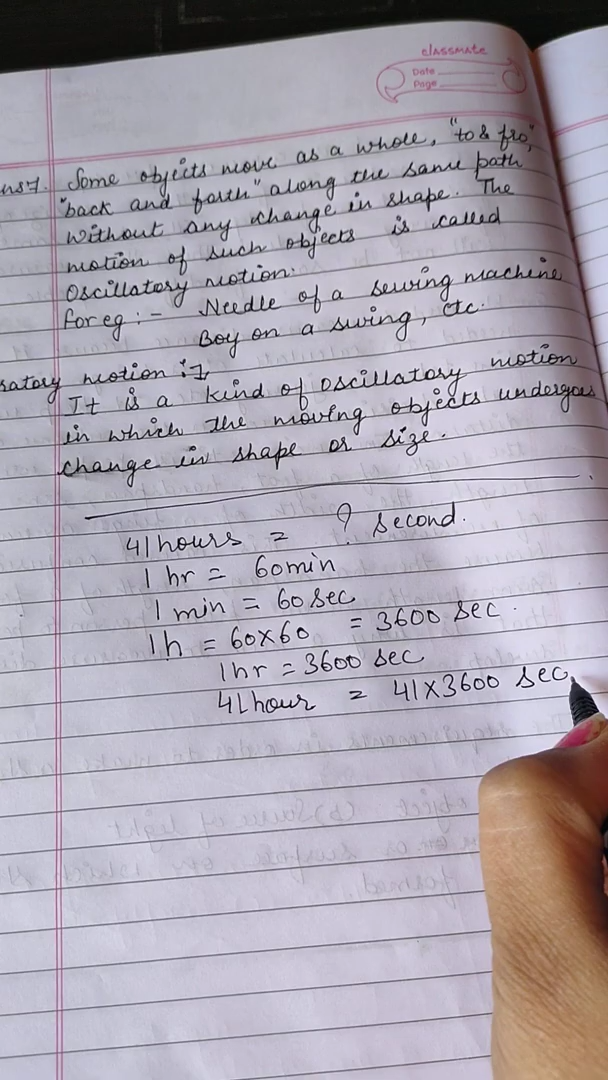 classmate
Date
Page
ns7. Some objects move as a whole, "to & fro",
"back and forth" along the same path
without any change in shape. The
motion of such objects is called
Oscillatory motion.
for eg :- Needle of a sewing machine
Boy on a swing, etc.
ratory motion :-
It is a kind of oscillatory motion
in which the moving objects undergoes
change in shape or size.
41 hours = ? second.
1 hr = 60 min
1 min = 60 sec
1 h = 60×60 = 3600 sec.
1 hr = 3600 sec
41 hour = 41×3600 sec